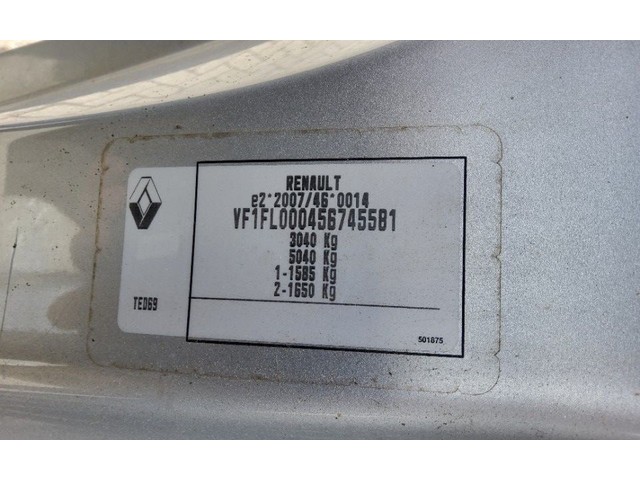 RENAULT
e2*2007/46*0014
VF1FL000456745581
3040 Kg
5040 Kg
1-1585 Kg
2-1650 Kg
TED69
501875